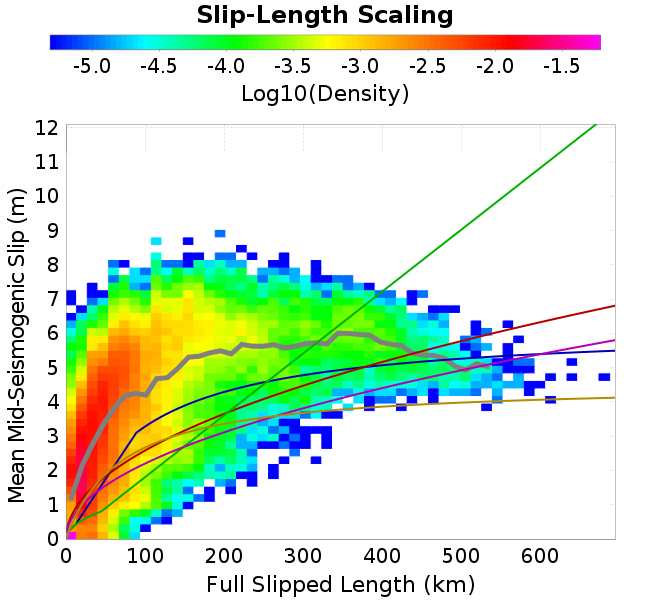 Slip-Length Scaling
-5.0 -4.5 -4.0 -3.5 -3.0 -2.5 -2.0 -1.5
Log10(Density)
Mean Mid-Seismogenic Slip (m)
12
11
10
9
8
7
6
5
4
3
2
1
0
0 100 200 300 400 500 600
Full Slipped Length (km)